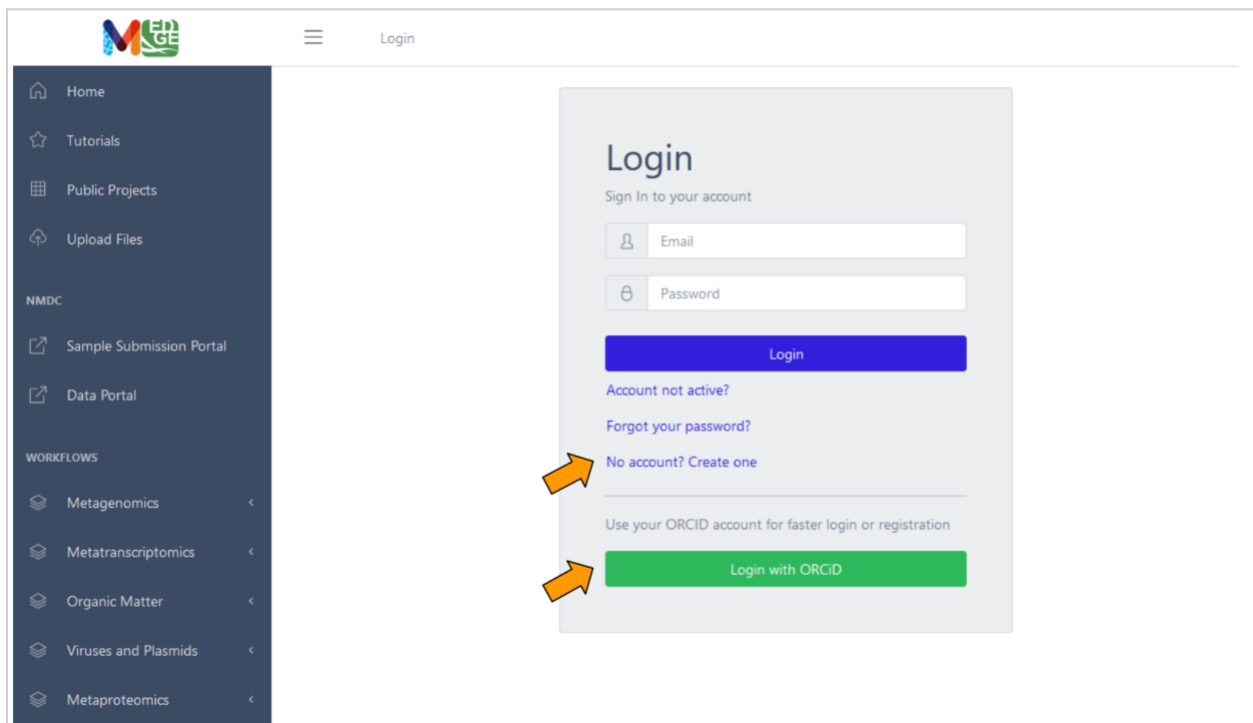 M EDGE
Login
Home
Tutorials
Public Projects
Upload Files
NMDC
Sample Submission Portal
Data Portal
WORKFLOWS
Metagenomics
Metatranscriptomics
Organic Matter
Viruses and Plasmids
Metaproteomics
Login
Sign In to your account
Email
Password
Login
Account not active?
Forgot your password?
No account? Create one
Use your ORCID account for faster login or registration
Login with ORCiD